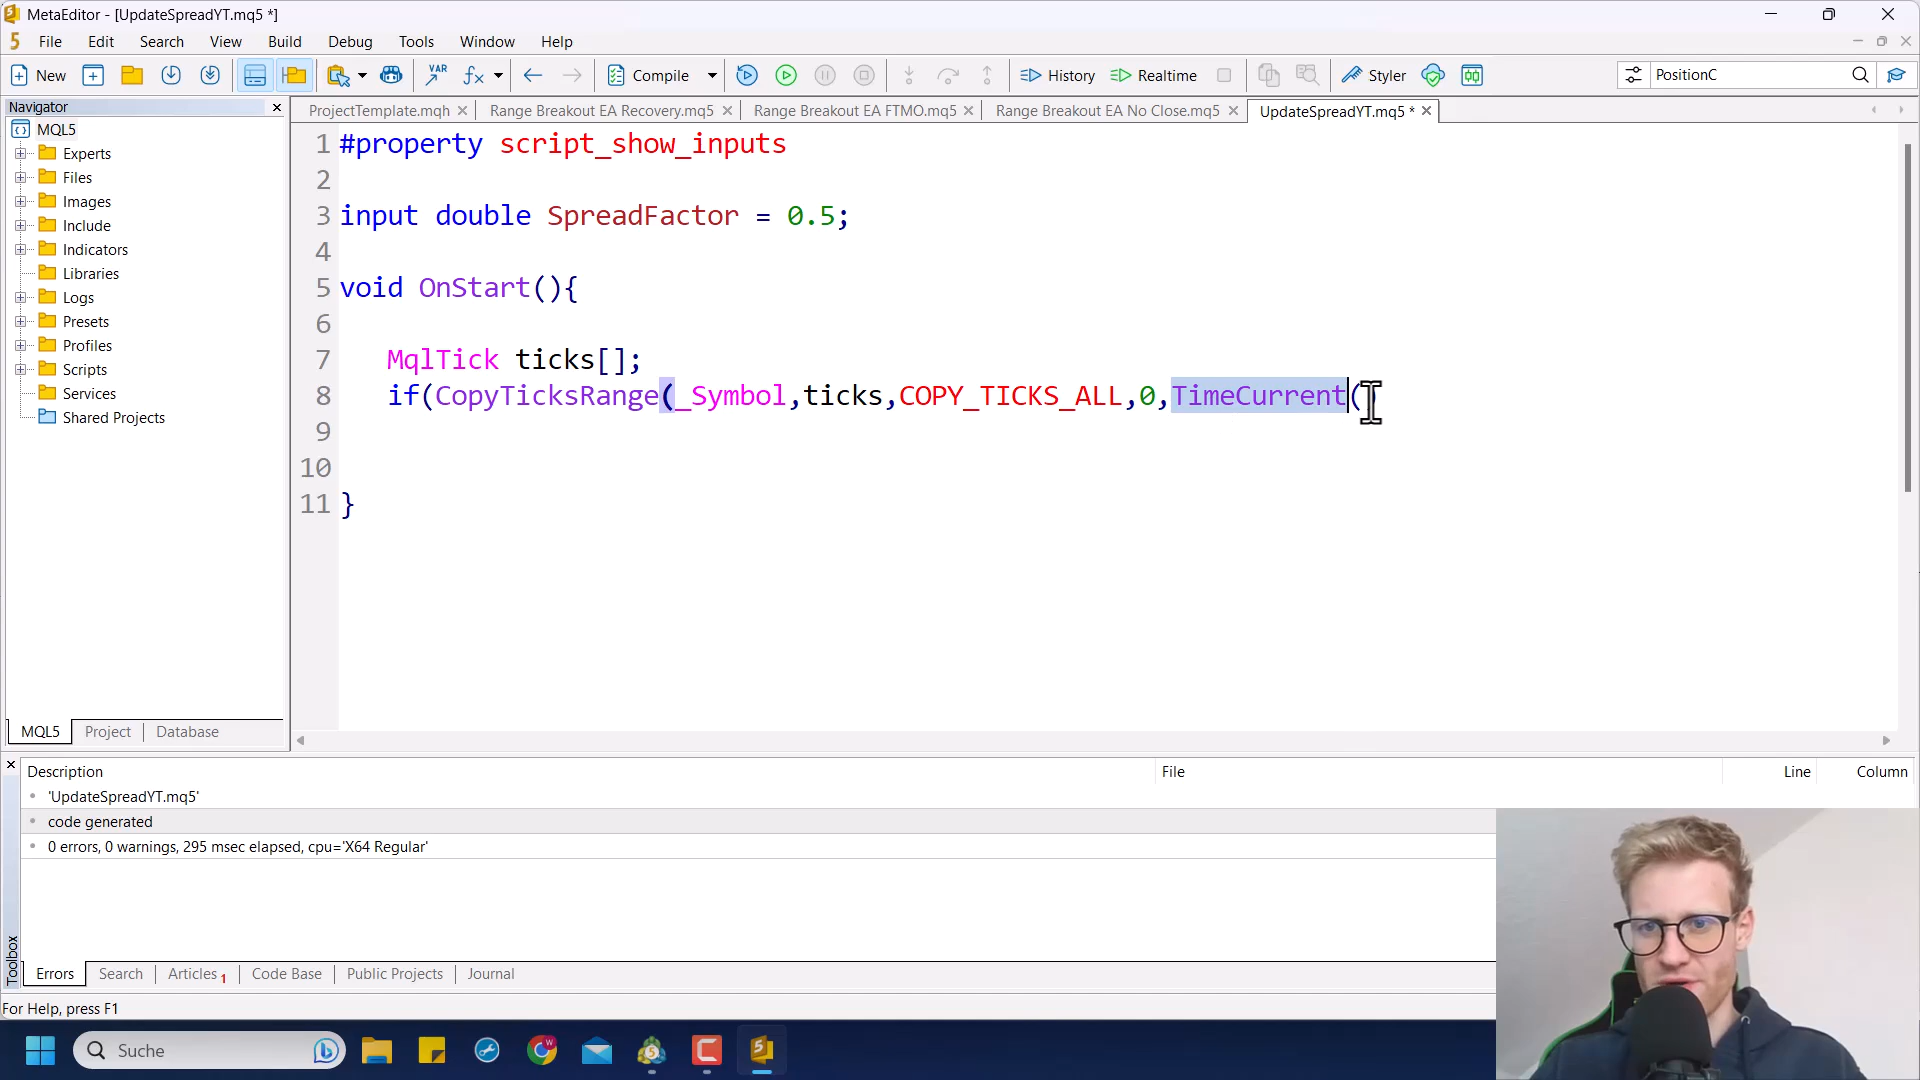 MetaEditor - [UpdateSpreadYT.mq5 *]
5 File Edit Search View Build Debug Tools Window Help
New Compile History Realtime Styler PositionC
Navigator
ProjectTemplate.mqh Range Breakout EA Recovery.mq5 Range Breakout EA FTMO.mq5 Range Breakout EA No Close.mq5 UpdateSpreadYT.mq5 *
MQL5
Experts
Files
Images
Include
Indicators
Libraries
Logs
Presets
Profiles
Scripts
Services
Shared Projects
MQL5 Project Database
1 #property script_show_inputs
2
3 input double SpreadFactor = 0.5;
4
5 void OnStart(){
6
7 MqlTick ticks[];
8 if(CopyTicksRange(_Symbol,ticks,COPY_TICKS_ALL,0,TimeCurrent()
9
10
11 }
Description File Line Column
'UpdateSpreadYT.mq5'
code generated
0 errors, 0 warnings, 295 msec elapsed, cpu='X64 Regular'
Toolbox
Errors Search Articles 1 Code Base Public Projects Journal
For Help, press F1
Suche